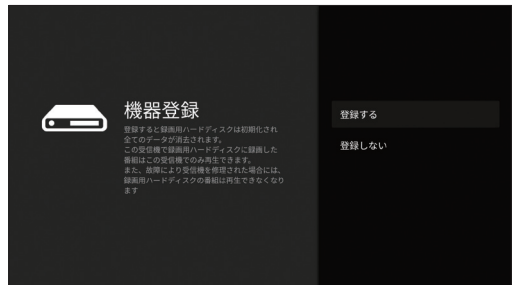 機器登録
登録すると録画用ハードディスクは初期化され
全てのデータが消去されます。
この受信機で録画用ハードディスクに録画した
番組はこの受信機でのみ再生できます。
また、故障により受信機を修理された場合には、
録画用ハードディスクの番組は再生できなくなり
ます
登録する
登録しない